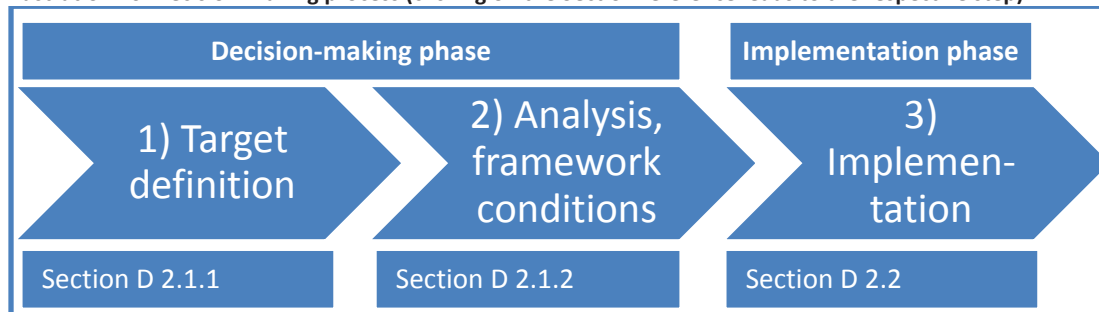 Decision-making phase
Implementation phase
1) Target
definition
2) Analysis,
framework
conditions
3)
Implemen-
tation
Section D 2.1.1
Section D 2.1.2
Section D 2.2